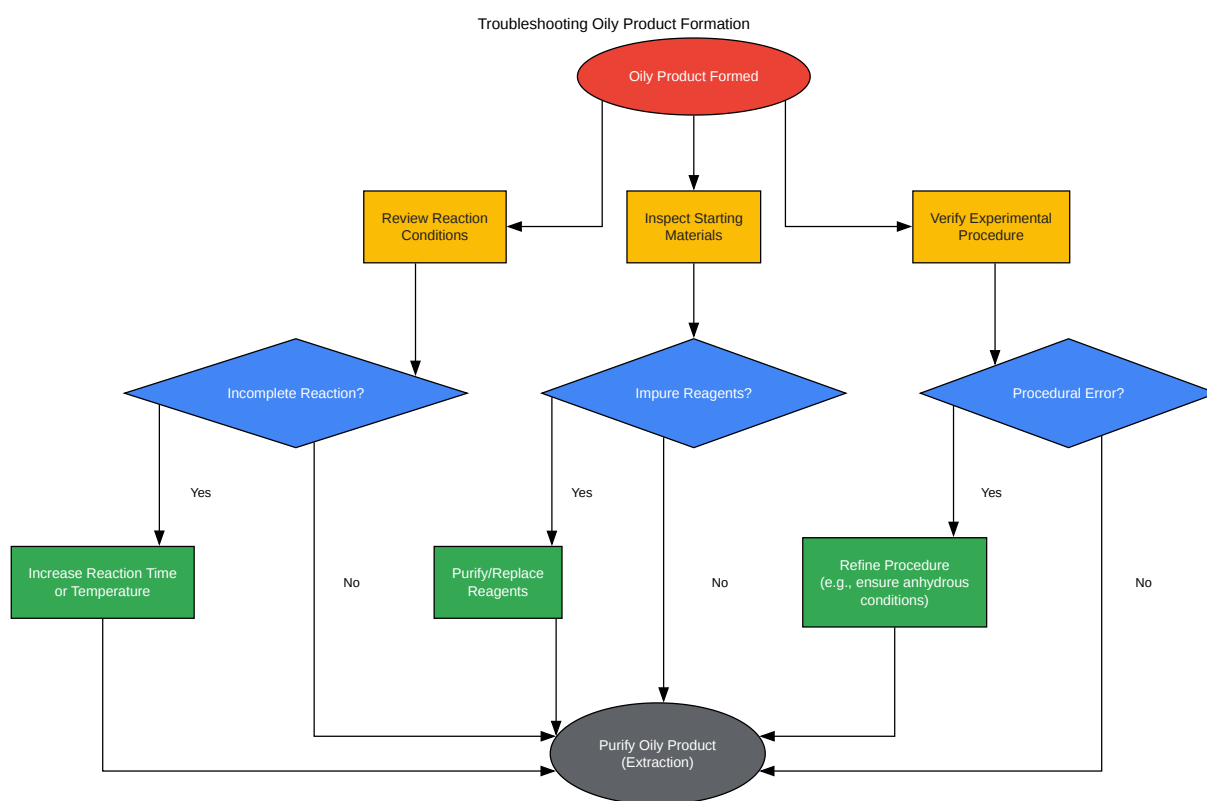 Troubleshooting Oily Product Formation
Oily Product Formed
Review Reaction
Conditions
Inspect Starting
Materials
Verify Experimental
Procedure
Incomplete Reaction?
Impure Reagents?
Procedural Error?
Yes
Yes
Yes
Increase Reaction Time
or Temperature
No
Purify/Replace
Reagents
No
Refine Procedure
(e.g., ensure anhydrous
conditions)
No
Purify Oily Product
(Extraction)